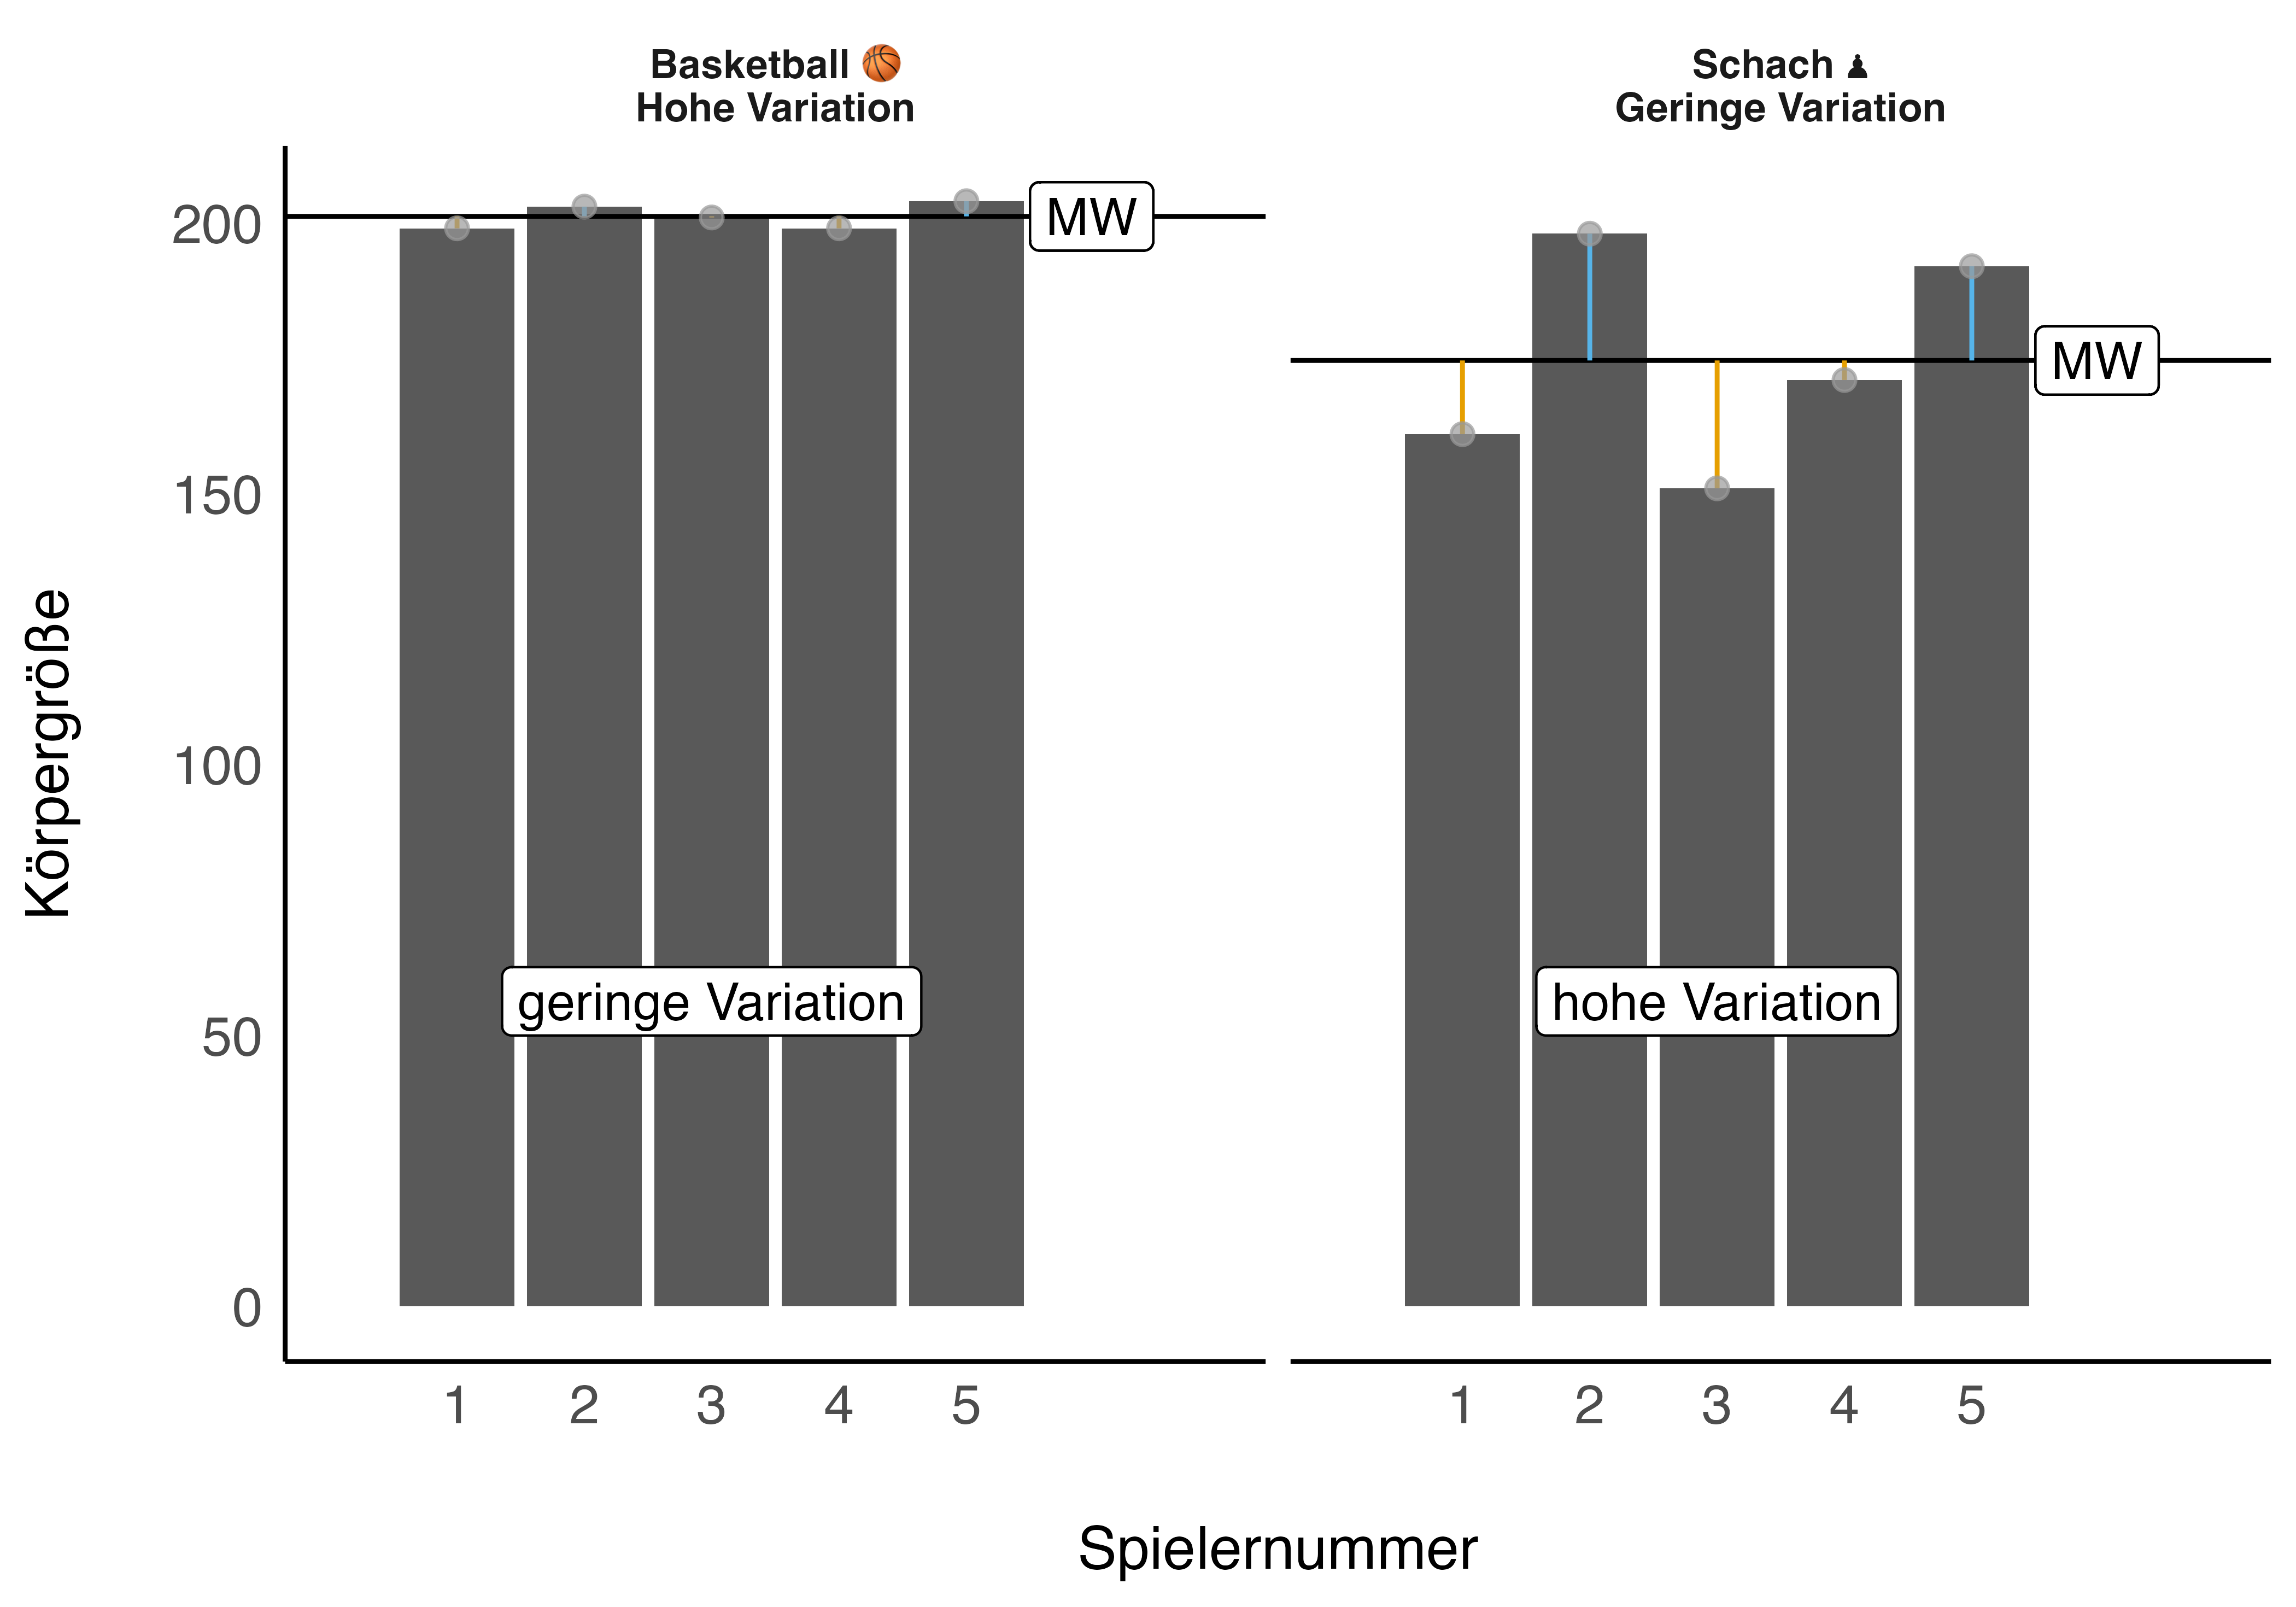 Basketball 🏀
Hohe Variation
Schach ♟
Geringe Variation
Körpergröße
200
150
100
50
0
MW
geringe Variation
1 2 3 4 5
MW
hohe Variation
1 2 3 4 5
Spielernummer